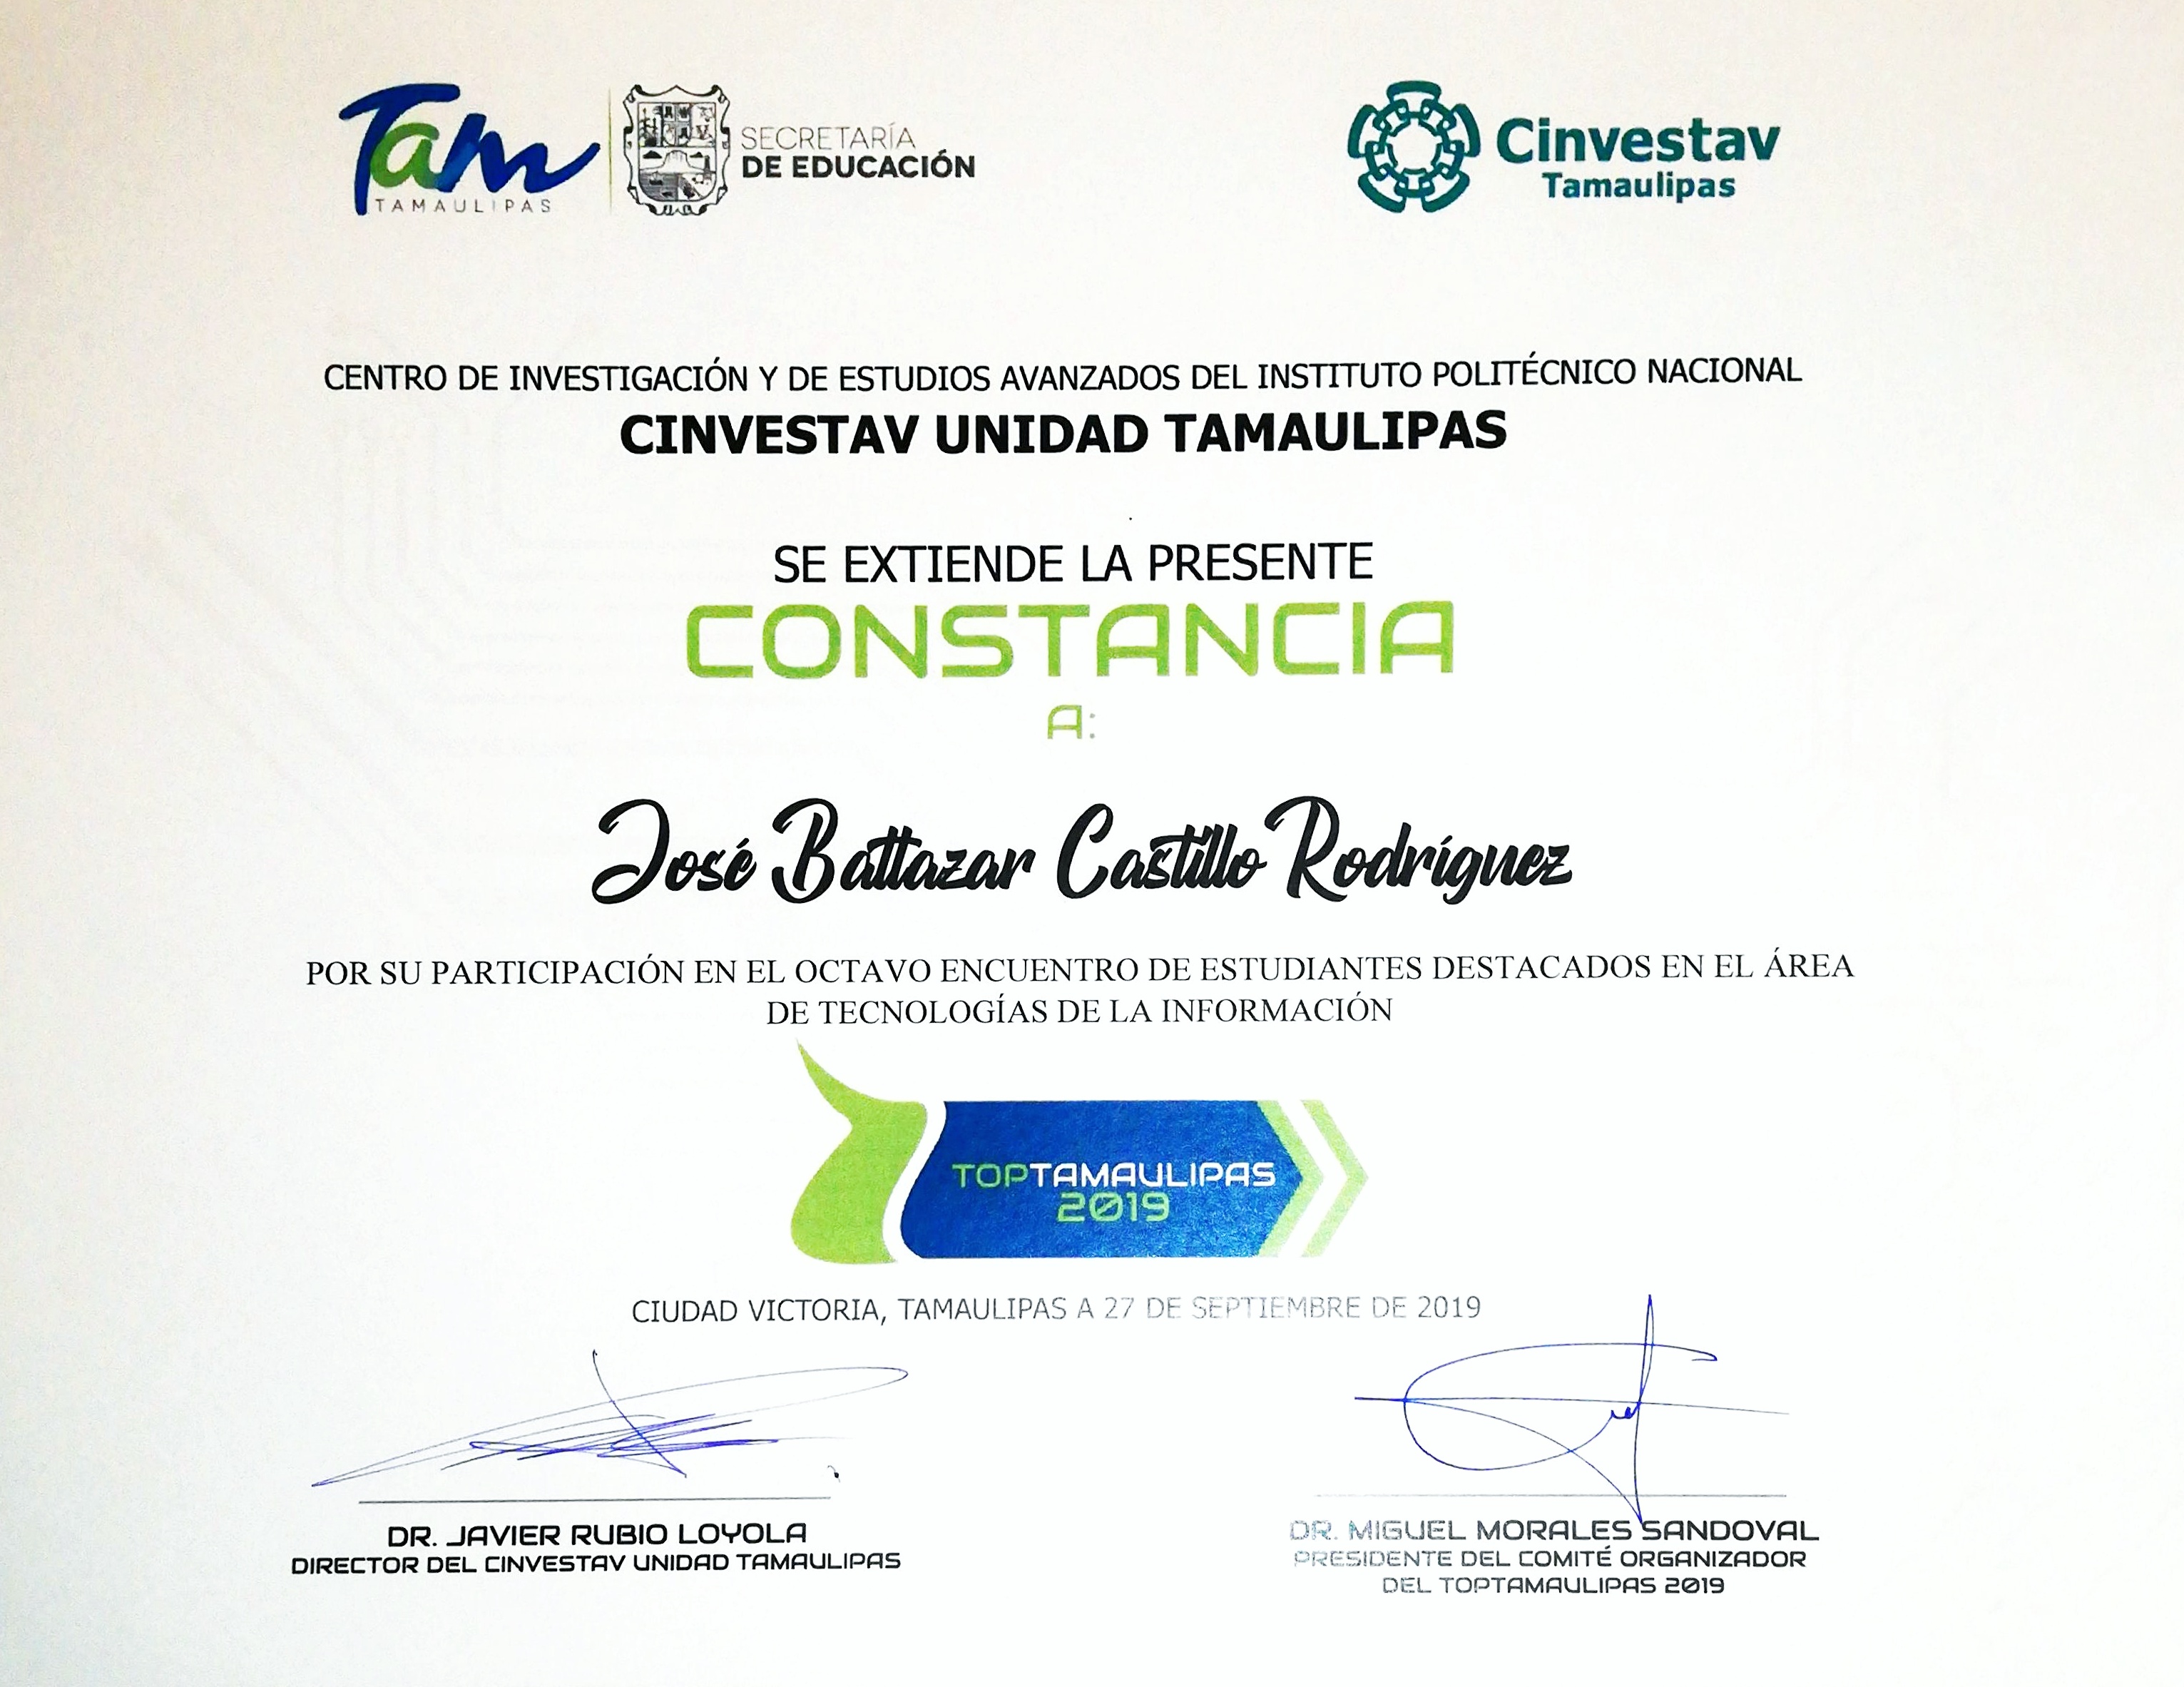 Tam
TAMAULIPAS
SECRETARÍA
DE EDUCACIÓN
Cinvestav
Tamaulipas
CENTRO DE INVESTIGACIÓN Y DE ESTUDIOS AVANZADOS DEL INSTITUTO POLITÉCNICO NACIONAL
CINVESTAV UNIDAD TAMAULIPAS
SE EXTIENDE LA PRESENTE
CONSTANCIA
A:
José Baltazar Castillo Rodríguez
POR SU PARTICIPACIÓN EN EL OCTAVO ENCUENTRO DE ESTUDIANTES DESTACADOS EN EL ÁREA
DE TECNOLOGÍAS DE LA INFORMACIÓN
TOPTAMAULIPAS
2019
CIUDAD VICTORIA, TAMAULIPAS A 27 DE SEPTIEMBRE DE 2019
DR. JAVIER RUBIO LOYOLA
DIRECTOR DEL CINVESTAV UNIDAD TAMAULIPAS
DR. MIGUEL MORALES SANDOVAL
PRESIDENTE DEL COMITÉ ORGANIZADOR
DEL TOPTAMAULIPAS 2019